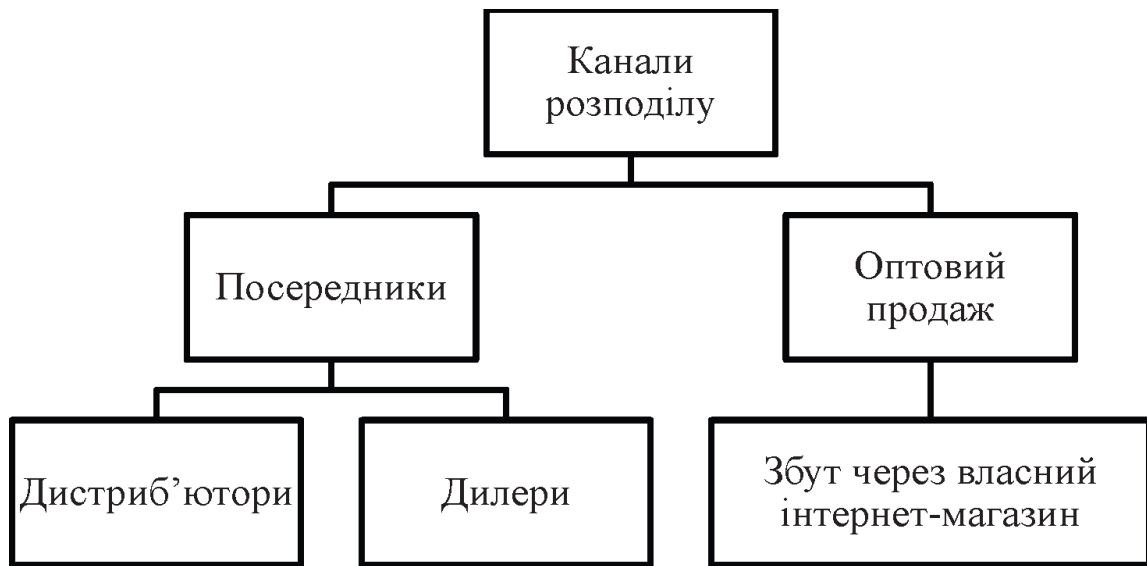 Канали
розподілу
Посередники
Оптовий
продаж
Дистриб’ютори
Дилери
Збут через власний
інтернет-магазин